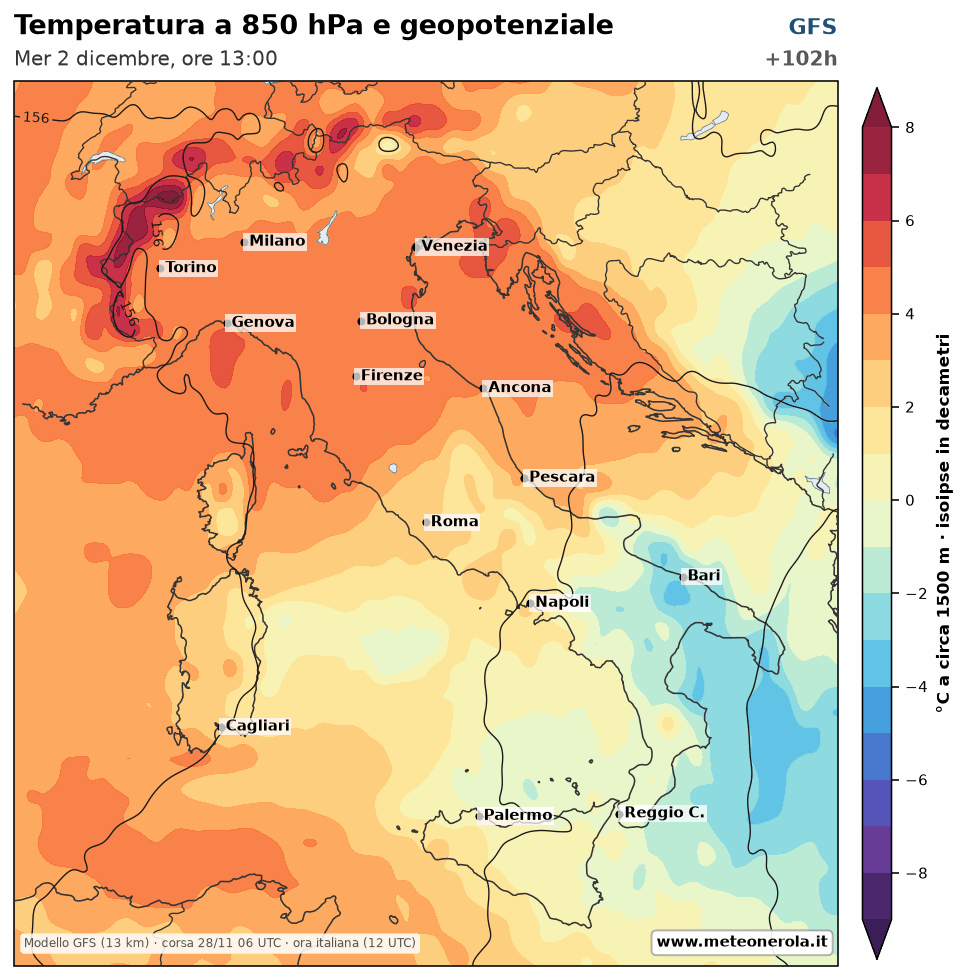 Temperatura a 850 hPa e geopotenziale
GFS
Mer 2 dicembre, ore 13:00
+102h
156
156
156
Milano
Venezia
Torino
Genova
Bologna
Firenze
Ancona
Pescara
Roma
Bari
Napoli
Cagliari
Palermo
Reggio C.
8
6
4
2
0
−2
−4
−6
−8
°C a circa 1500 m · isoipse in decametri
Modello GFS (13 km) · corsa 28/11 06 UTC · ora italiana (12 UTC)
www.meteonerola.it